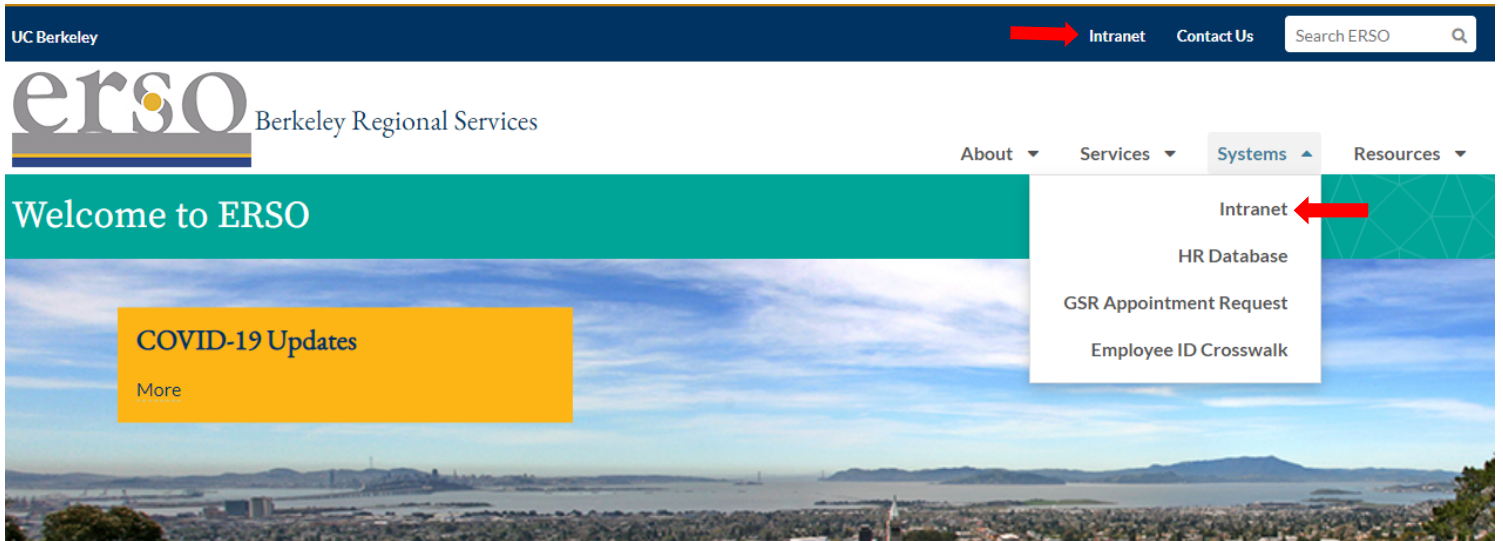 UC Berkeley
Intranet Contact Us Search ERSO
erso Berkeley Regional Services
About Services Systems Resources
Welcome to ERSO
Intranet
HR Database
GSR Appointment Request
Employee ID Crosswalk
COVID-19 Updates
More